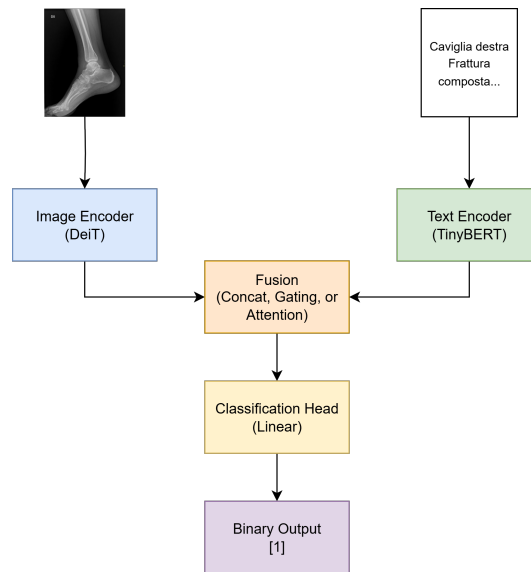 Caviglia destra
Frattura
composta...
Image Encoder
(DeiT)
Text Encoder
(TinyBERT)
Fusion
(Concat, Gating, or
Attention)
Classification Head
(Linear)
Binary Output
[1]